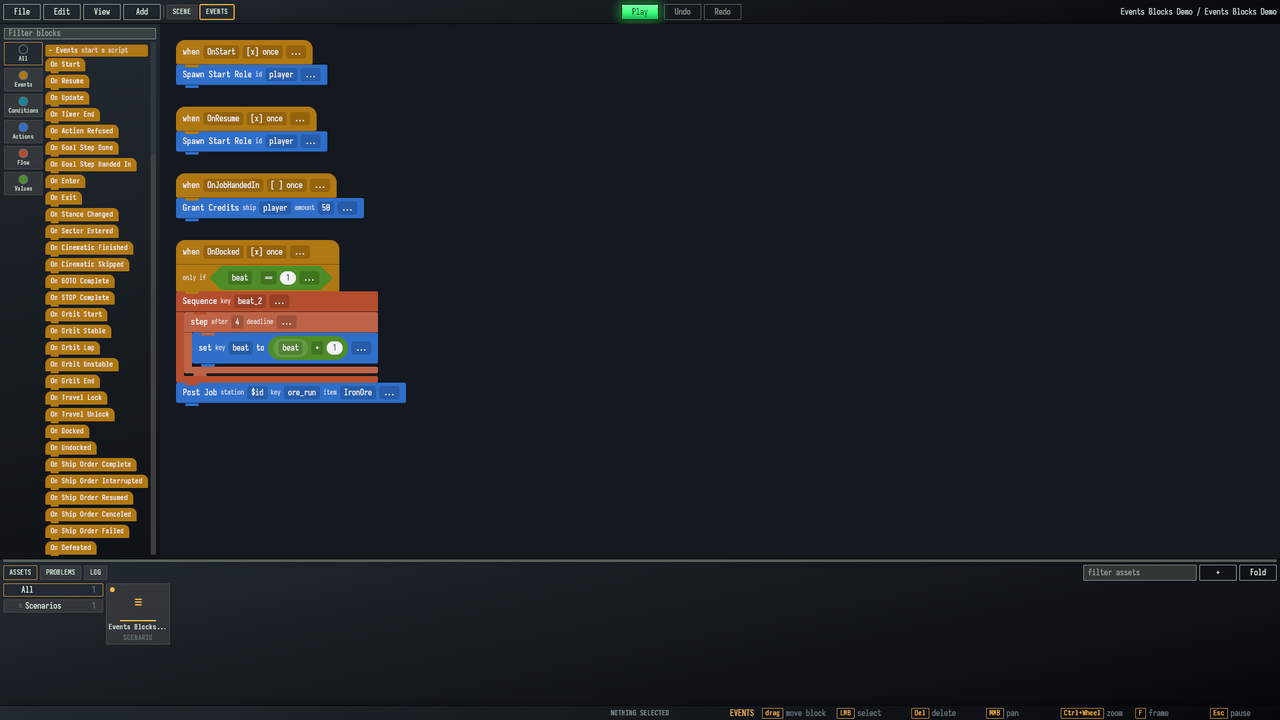 File Edit View Add SCENE EVENTS Play Undo Redo Events Blocks Demo / Events Blocks Demo
Filter blocks
All
Events
Conditions
Actions
Flow
Values
- Events start a script
On Start
On Resume
On Update
On Timer End
On Action Refused
On Goal Step Done
On Goal Step Handed In
On Enter
On Exit
On Stance Changed
On Sector Entered
On Cinematic Finished
On Cinematic Skipped
On GOTO Complete
On STOP Complete
On Orbit Start
On Orbit Stable
On Orbit Lap
On Orbit Unstable
On Orbit End
On Travel Lock
On Travel Unlock
On Docked
On Undocked
On Ship Order Complete
On Ship Order Interrupted
On Ship Order Resumed
On Ship Order Canceled
On Ship Order Failed
On Defeated
when OnStart [x] once ...
Spawn Start Role id player ...
when OnResume [x] once ...
Spawn Start Role id player ...
when OnJobHandedIn [ ] once ...
Grant Credits ship player amount 50 ...
when OnDocked [x] once ...
only if beat == 1 ...
Sequence key beat_2 ...
step after 4 deadline ...
set key beat to beat + 1 ...
Post Job station $id key ore_run item IronOre ...
ASSETS PROBLEMS LOG filter assets + Fold
All 1
Scenarios 1
Events Blocks...
SCENARIO
NOTHING SELECTED EVENTS drag move block LMB select Del delete MMB pan Ctrl+Wheel zoom F frame Esc pause